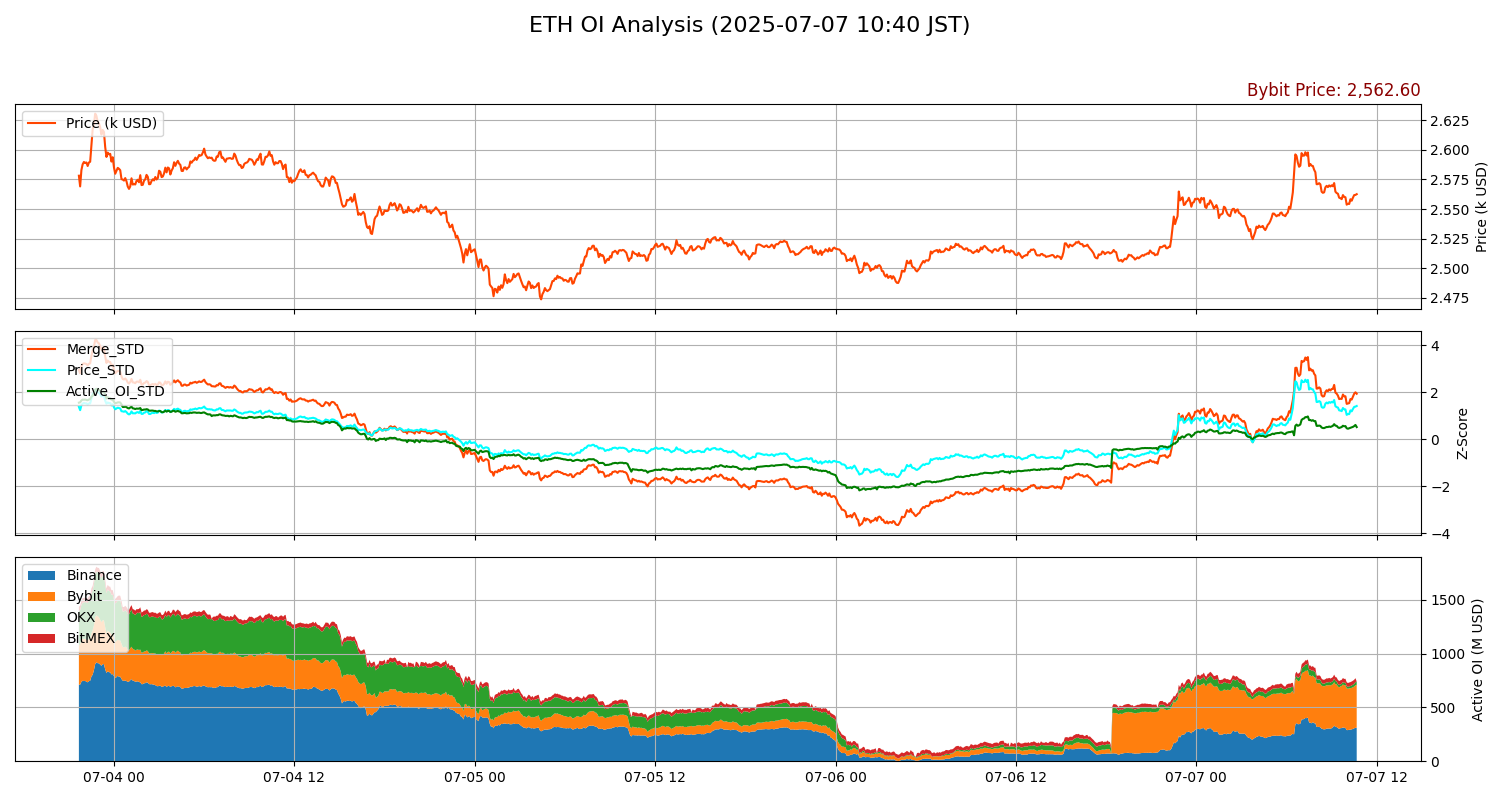 ETH OI Analysis (2025-07-07 10:40 JST)
Bybit Price: 2,562.60
Price (k USD)
2.625
2.600
2.575
2.550
2.525
2.500
2.475
Price (k USD)
Merge_STD
Price_STD
Active_OI_STD
4
2
0
−2
−4
Z-Score
Binance
Bybit
OKX
BitMEX
1500
1000
500
0
Active OI (M USD)
07-04 00
07-04 12
07-05 00
07-05 12
07-06 00
07-06 12
07-07 00
07-07 12